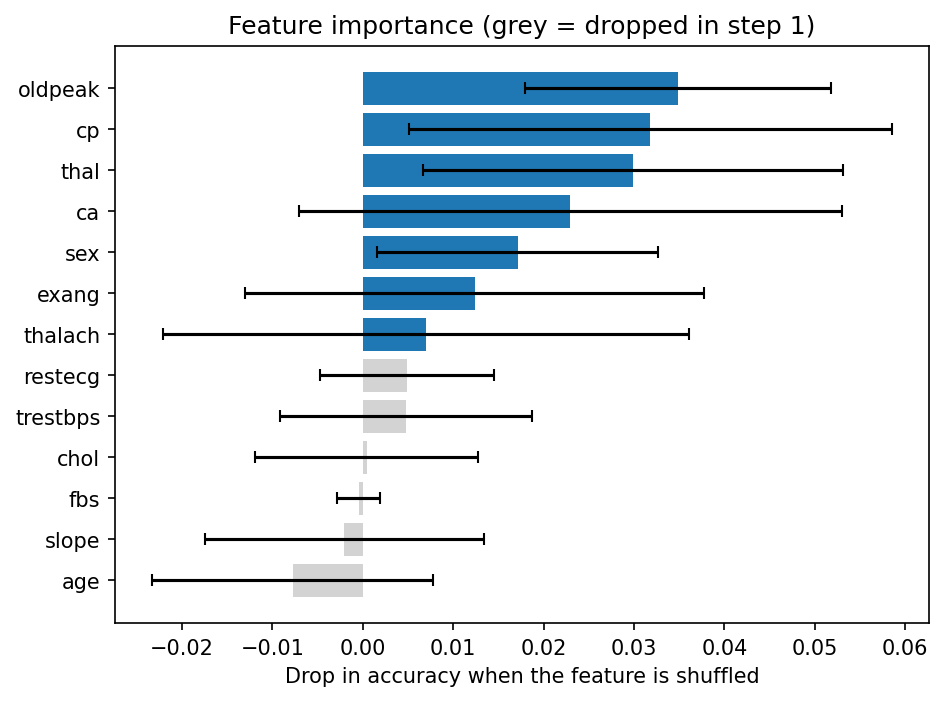 Feature importance (grey = dropped in step 1)
oldpeak
cp
thal
ca
sex
exang
thalach
restecg
trestbps
chol
fbs
slope
age
−0.02 −0.01 0.00 0.01 0.02 0.03 0.04 0.05 0.06
Drop in accuracy when the feature is shuffled